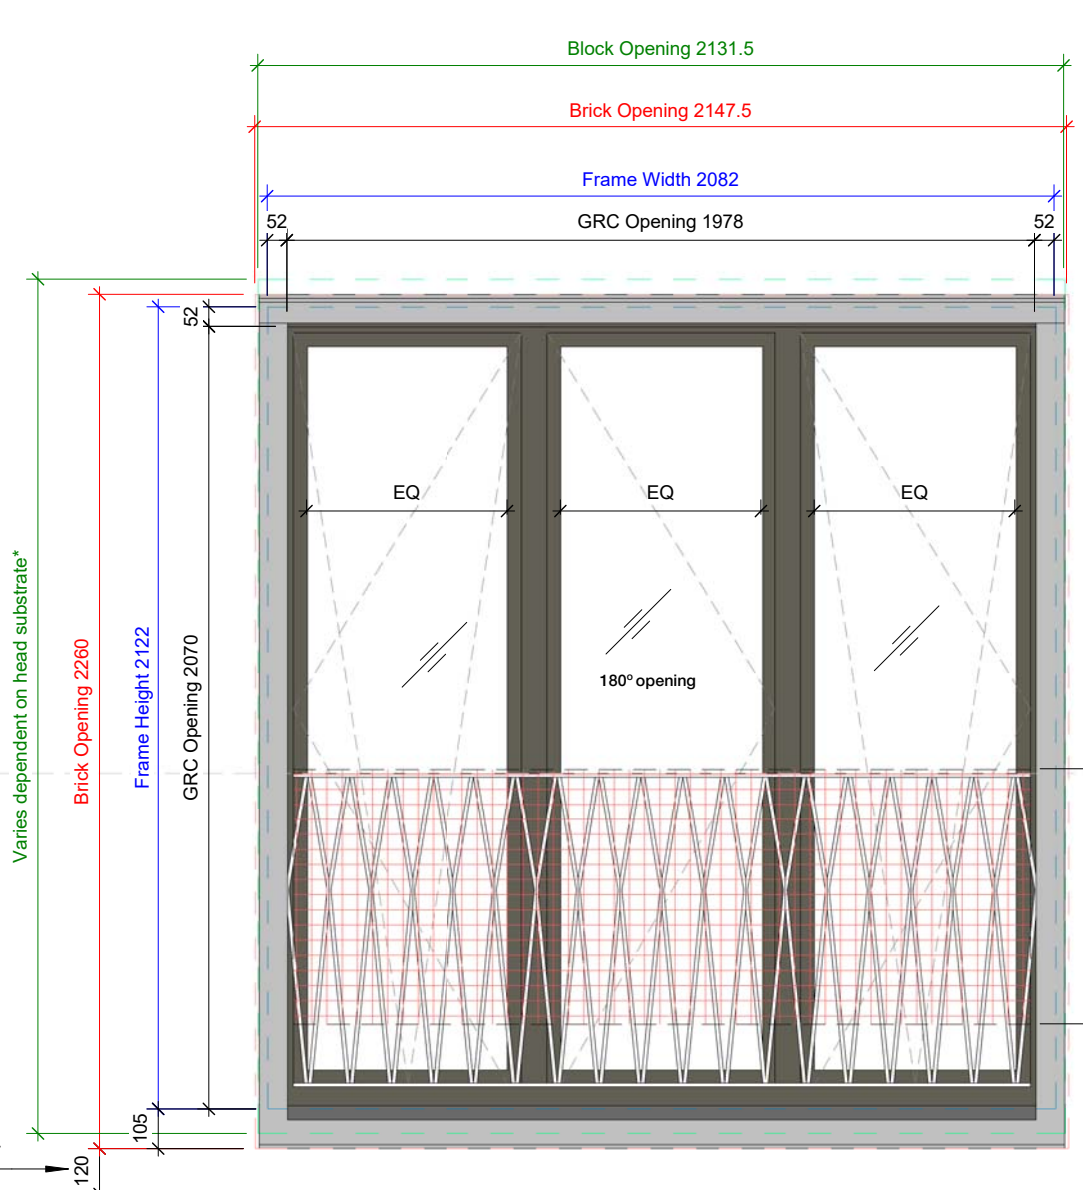 Block Opening 2131.5
Brick Opening 2147.5
Frame Width 2082
52
GRC Opening 1978
52
52
EQ
EQ
EQ
Varies dependent on head substrate*
Brick Opening 2260
Frame Height 2122
GRC Opening 2070
180º opening
105
120